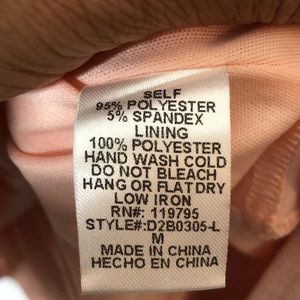 SELF
95% POLYESTER
5% SPANDEX
LINING
100% POLYESTER
HAND WASH COLD
DO NOT BLEACH
HANG OR FLAT DRY
LOW IRON
RN#: 119795
STYLE#:D2B0305-L
M
MADE IN CHINA
HECHO EN CHINA